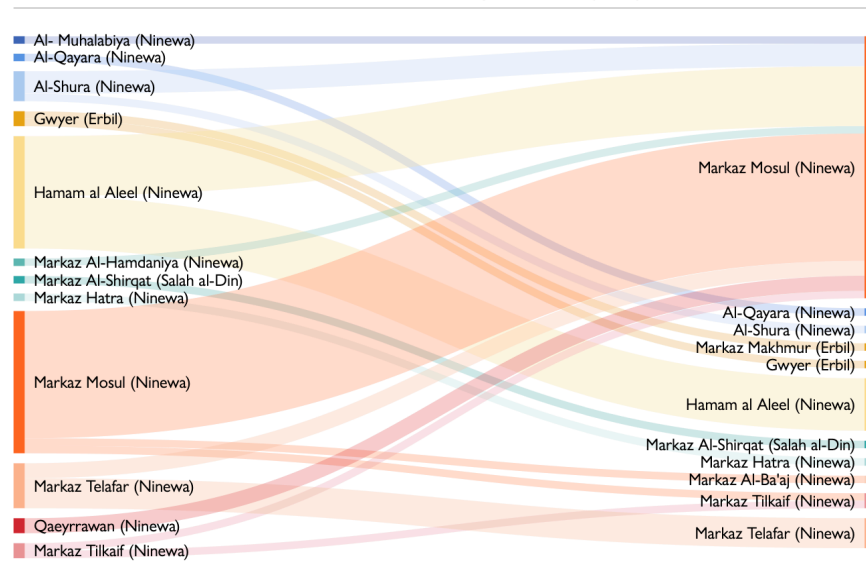 Al- Muhalabiya (Ninewa)
Al-Qayara (Ninewa)
Al-Shura (Ninewa)
Gwyer (Erbil)
Hamam al Aleel (Ninewa)
Markaz Al-Hamdaniya (Ninewa)
Markaz Al-Shirqat (Salah al-Din)
Markaz Hatra (Ninewa)
Markaz Mosul (Ninewa)
Markaz Telafar (Ninewa)
Qaeyrrawan (Ninewa)
Markaz Tilkaif (Ninewa)
Markaz Mosul (Ninewa)
Al-Qayara (Ninewa)
Al-Shura (Ninewa)
Markaz Makhmur (Erbil)
Gwyer (Erbil)
Hamam al Aleel (Ninewa)
Markaz Al-Shirqat (Salah al-Din)
Markaz Hatra (Ninewa)
Markaz Al-Ba'aj (Ninewa)
Markaz Tilkaif (Ninewa)
Markaz Telafar (Ninewa)